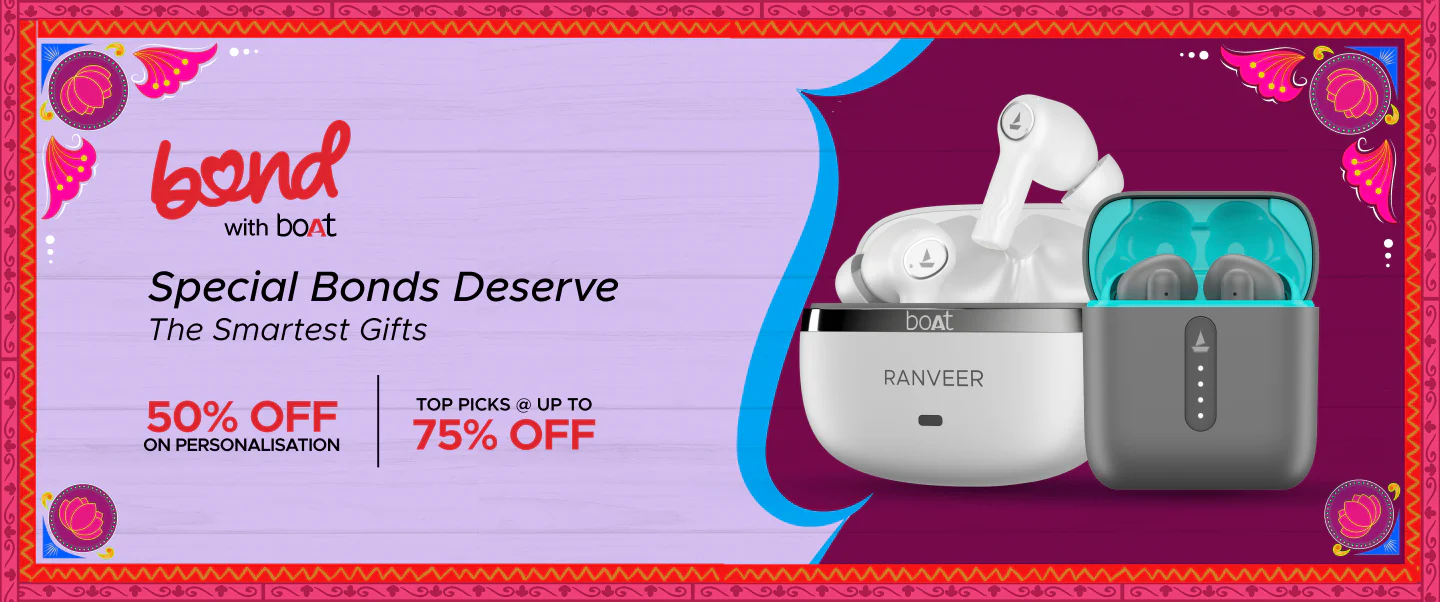 bond
with boAt
Special Bonds Deserve
The Smartest Gifts
50% OFF
ON PERSONALISATION
TOP PICKS @ UP TO
75% OFF
boAt
RANVEER